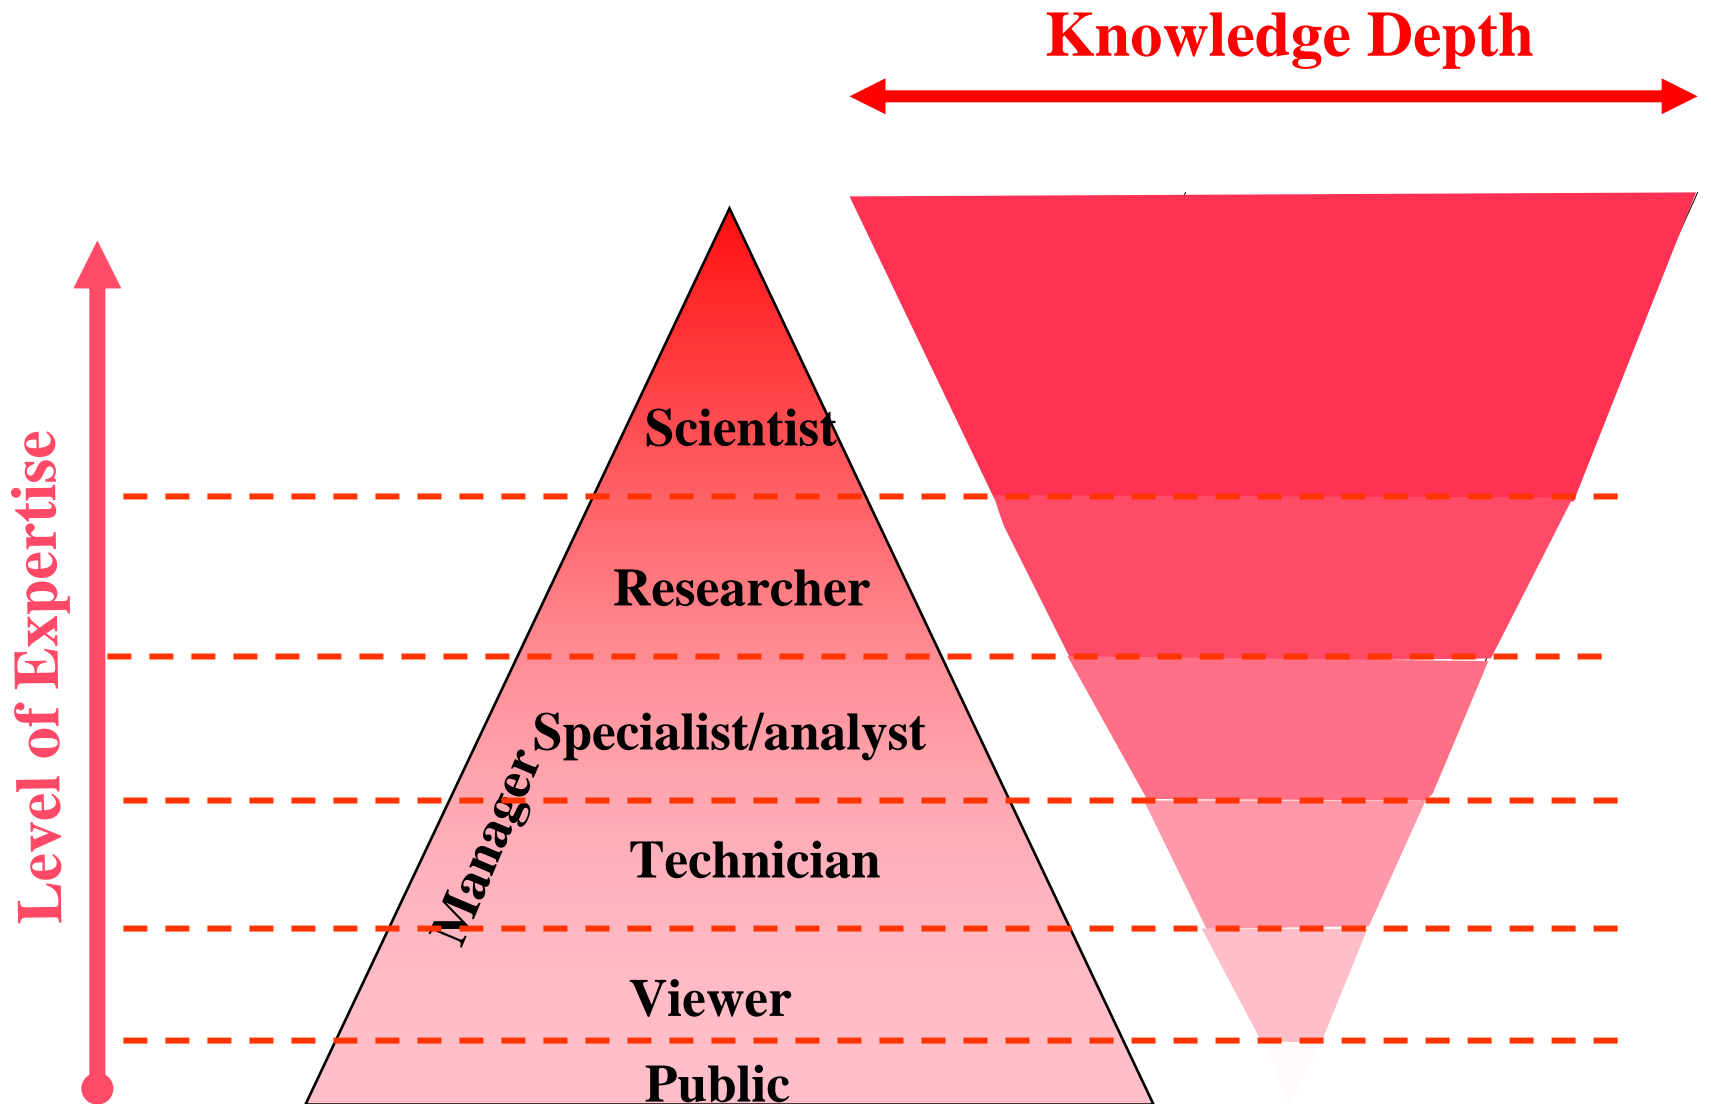 Knowledge Depth
Level of Expertise
Scientist
Researcher
Specialist/analyst
Manager
Technician
Viewer
Public